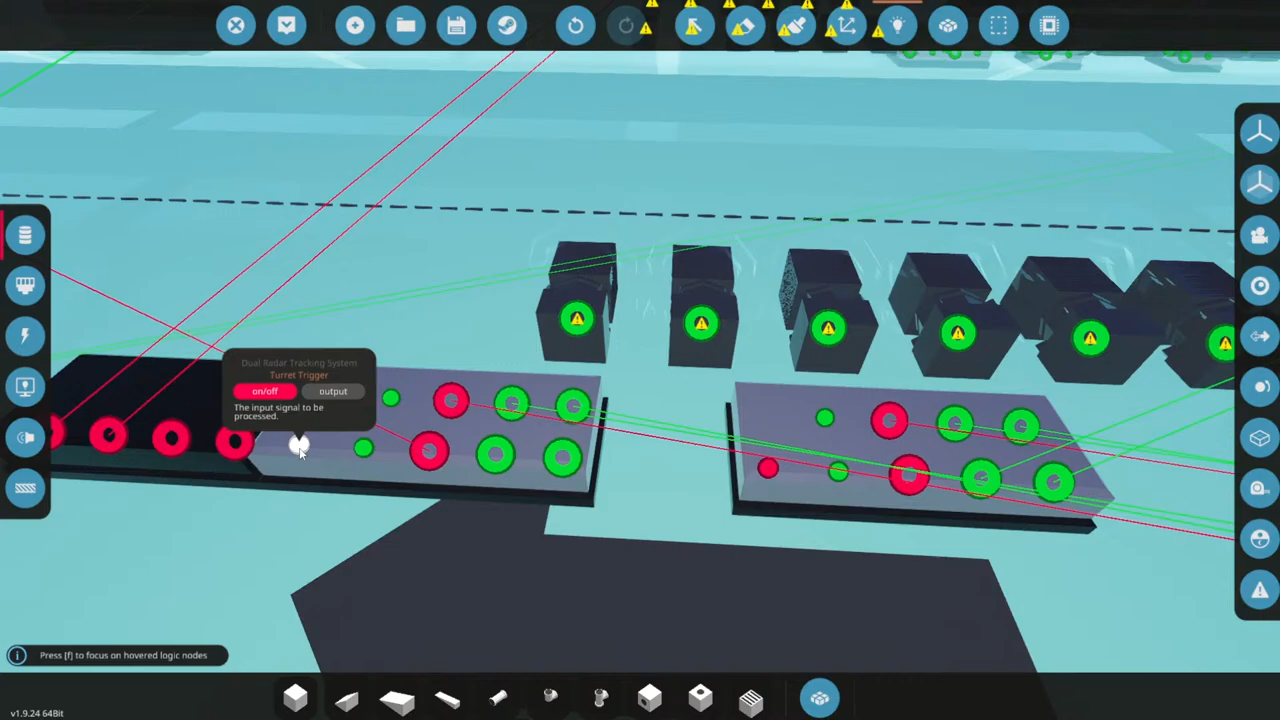 Dual Radar Tracking System
Turret Trigger
on/off
output
The input signal to be
processed.
Press [f] to focus on hovered logic nodes
v1.9.24 64Bit